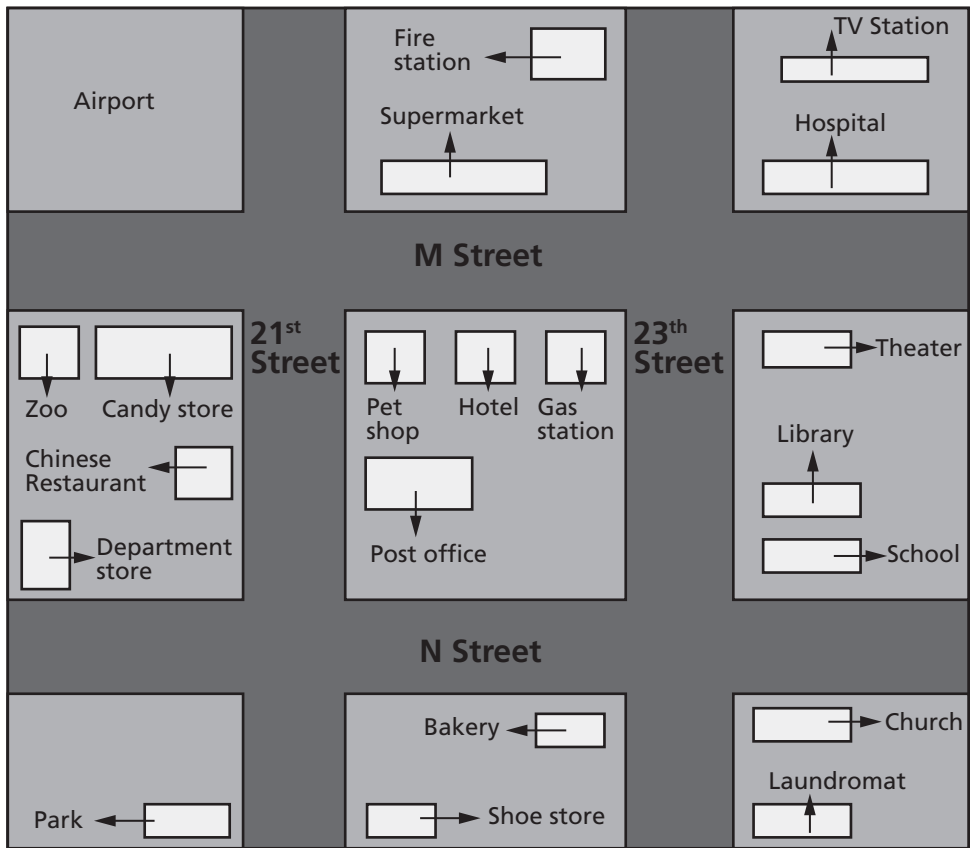 Airport
Fire
station
Supermarket
TV Station
Hospital
M Street
Zoo
Candy store
Chinese
Restaurant
Department
store
21st
Street
Pet
shop
Hotel
Gas
station
Post office
23th
Street
Theater
Library
School
N Street
Park
Bakery
Shoe store
Church
Laundromat